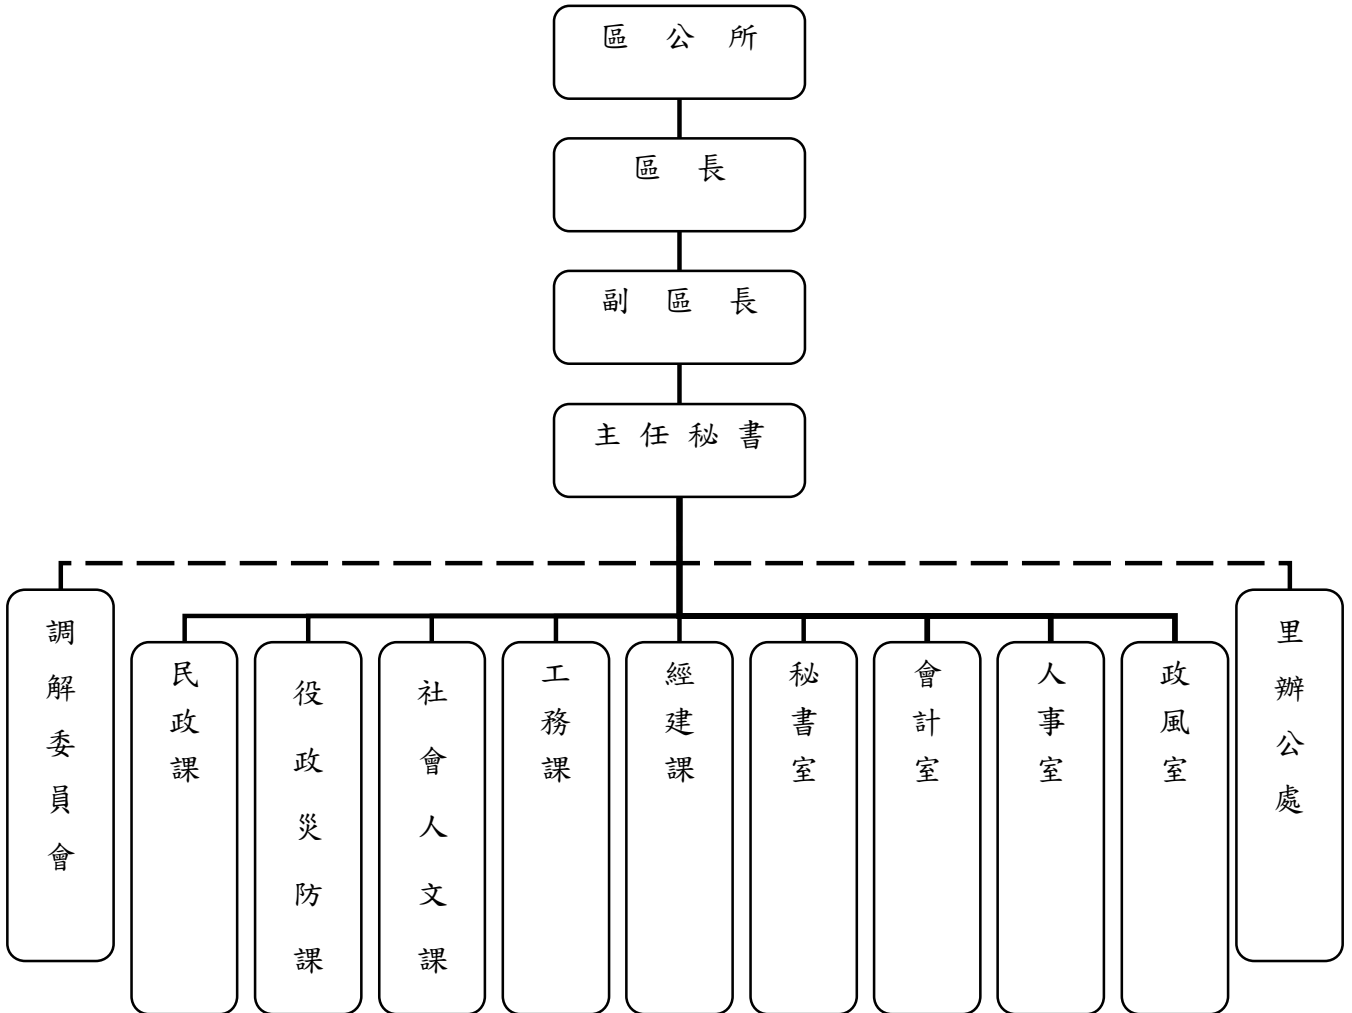 區公所
區長
副區長
主任秘書
調解委員會
民政課
役政災防課
社會人文課
工務課
經建課
秘書室
會計室
人事室
政風室
里辦公處